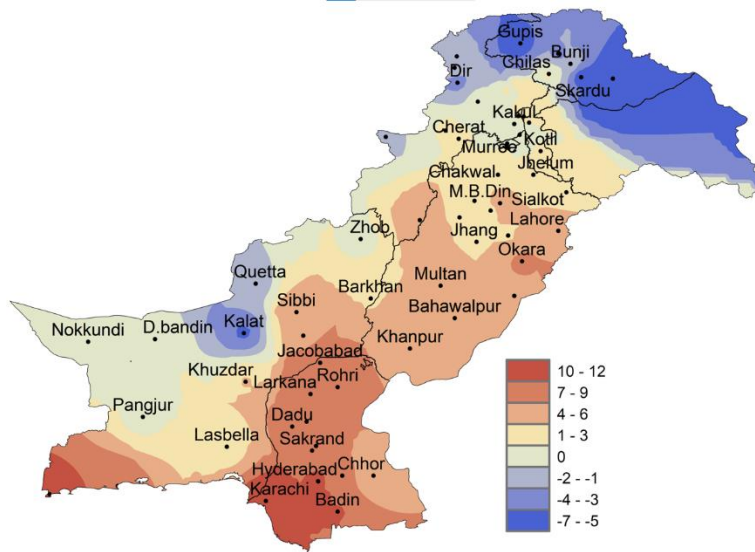 Gupis
Bunji
Chilas
Dir
Skardu
Kakul
Cherat
Kotli
Murree
Jhelum
Chakwal
M.B.Din
Sialkot
Lahore
Zhob
Jhang
Okara
Quetta
Multan
Barkhan
Sibbi
Bahawalpur
Kalat
Nokkundi
D.bandin
Khanpur
Jacobabad
Khuzdar
Rohri
Larkana
Pangjur
Dadu
Lasbella
Sakrand
Hyderabad
Chhor
Karachi
Badin
10 - 12
7 - 9
4 - 6
1 - 3
0
-2 - -1
-4 - -3
-7 - -5